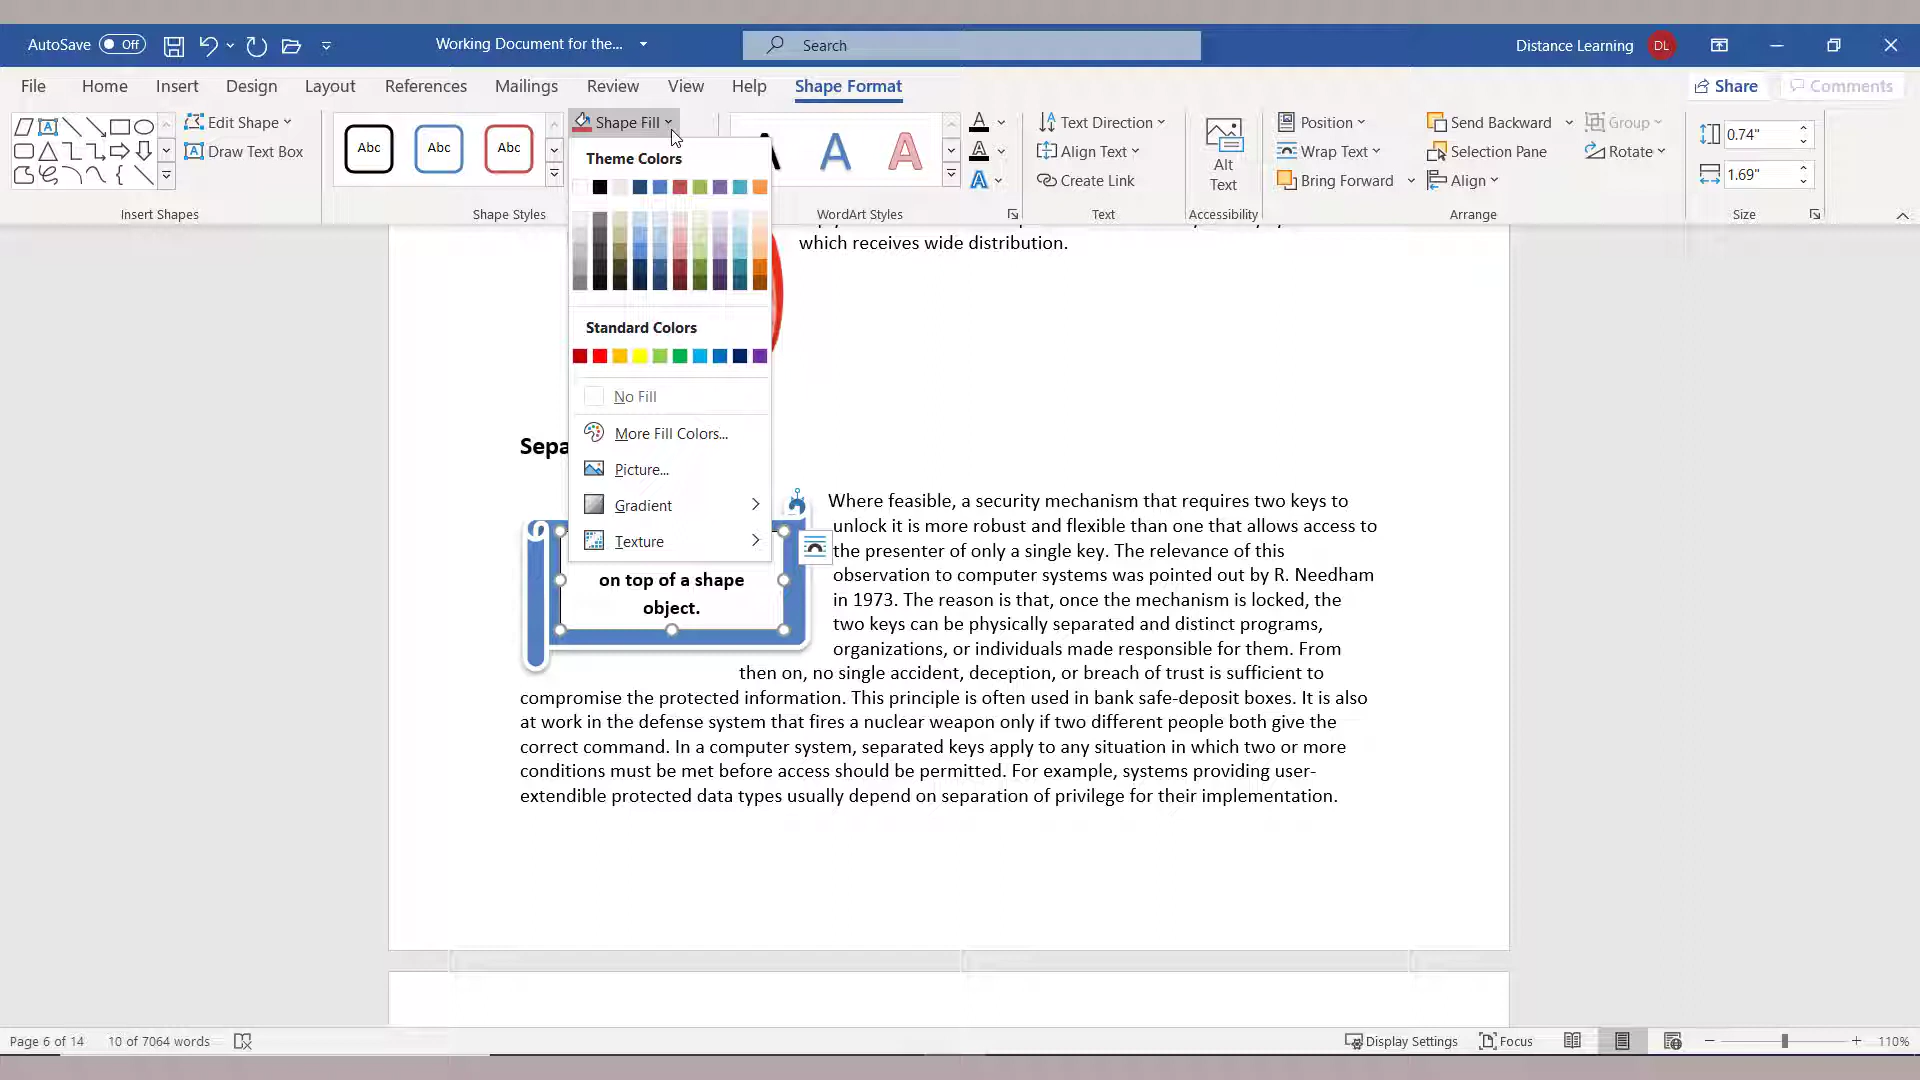 AutoSave Off Working Document for the... Search Distance Learning DL
File Home Insert Design Layout References Mailings Review View Help Shape Format Share Comments
Edit Shape
Draw Text Box
Insert Shapes
Abc Abc Abc
Shape Styles
Shape Fill
A A A
WordArt Styles
Text Direction
Align Text
Create Link
Text
Alt
Text
Accessibility
Position
Wrap Text
Bring Forward
Send Backward
Selection Pane
Align
Group
Rotate
Arrange
0.74"
1.69"
Size
Theme Colors
Standard Colors
No Fill
More Fill Colors...
Picture...
Gradient
Texture
which receives wide distribution.
Sepa
on top of a shape
object.
Where feasible, a security mechanism that requires two keys to
unlock it is more robust and flexible than one that allows access to
the presenter of only a single key. The relevance of this
observation to computer systems was pointed out by R. Needham
in 1973. The reason is that, once the mechanism is locked, the
two keys can be physically separated and distinct programs,
organizations, or individuals made responsible for them. From
then on, no single accident, deception, or breach of trust is sufficient to
compromise the protected information. This principle is often used in bank safe-deposit boxes. It is also
at work in the defense system that fires a nuclear weapon only if two different people both give the
correct command. In a computer system, separated keys apply to any situation in which two or more
conditions must be met before access should be permitted. For example, systems providing user-
extendible protected data types usually depend on separation of privilege for their implementation.
Page 6 of 14 10 of 7064 words Display Settings Focus 110%